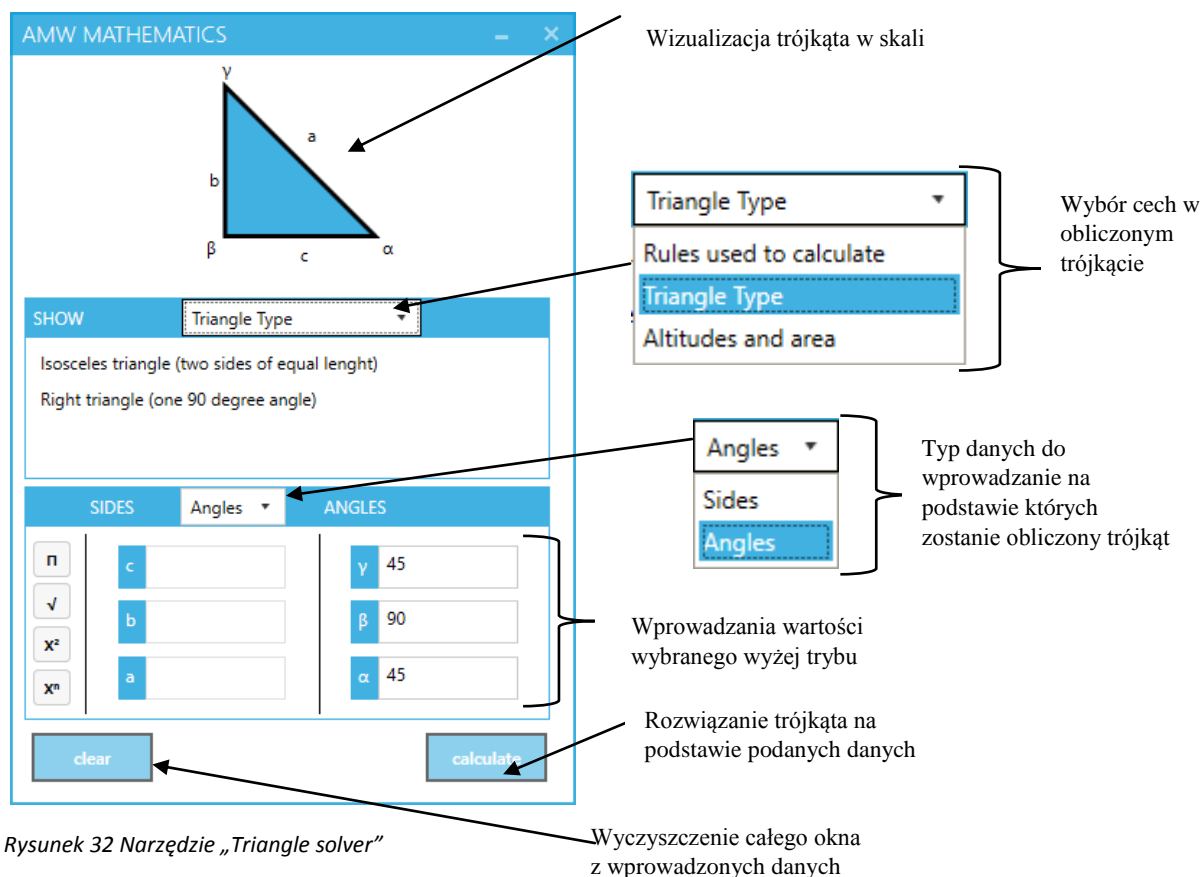 AMW MATHEMATICS
Wizualizacja trójkąta w skali
γ
a
b
β
c
α
Triangle Type
Rules used to calculate
Triangle Type
Altitudes and area
Wybór cech w
obliczonym
trójkącie
SHOW Triangle Type
Isosceles triangle (two sides of equal lenght)
Right triangle (one 90 degree angle)
Angles
Sides
Angles
Typ danych do
wprowadzanie na
podstawie których
zostanie obliczony trójkąt
SIDES Angles ANGLES
π
√
X²
Xⁿ
c
b
a
γ 45
β 90
α 45
Wprowadzania wartości
wybranego wyżej trybu
clear
calculate
Rozwiązanie trójkąta na
podstawie podanych danych
Wyczyszczenie całego okna
z wprowadzonych danych
Rysunek 32 Narzędzie „Triangle solver”